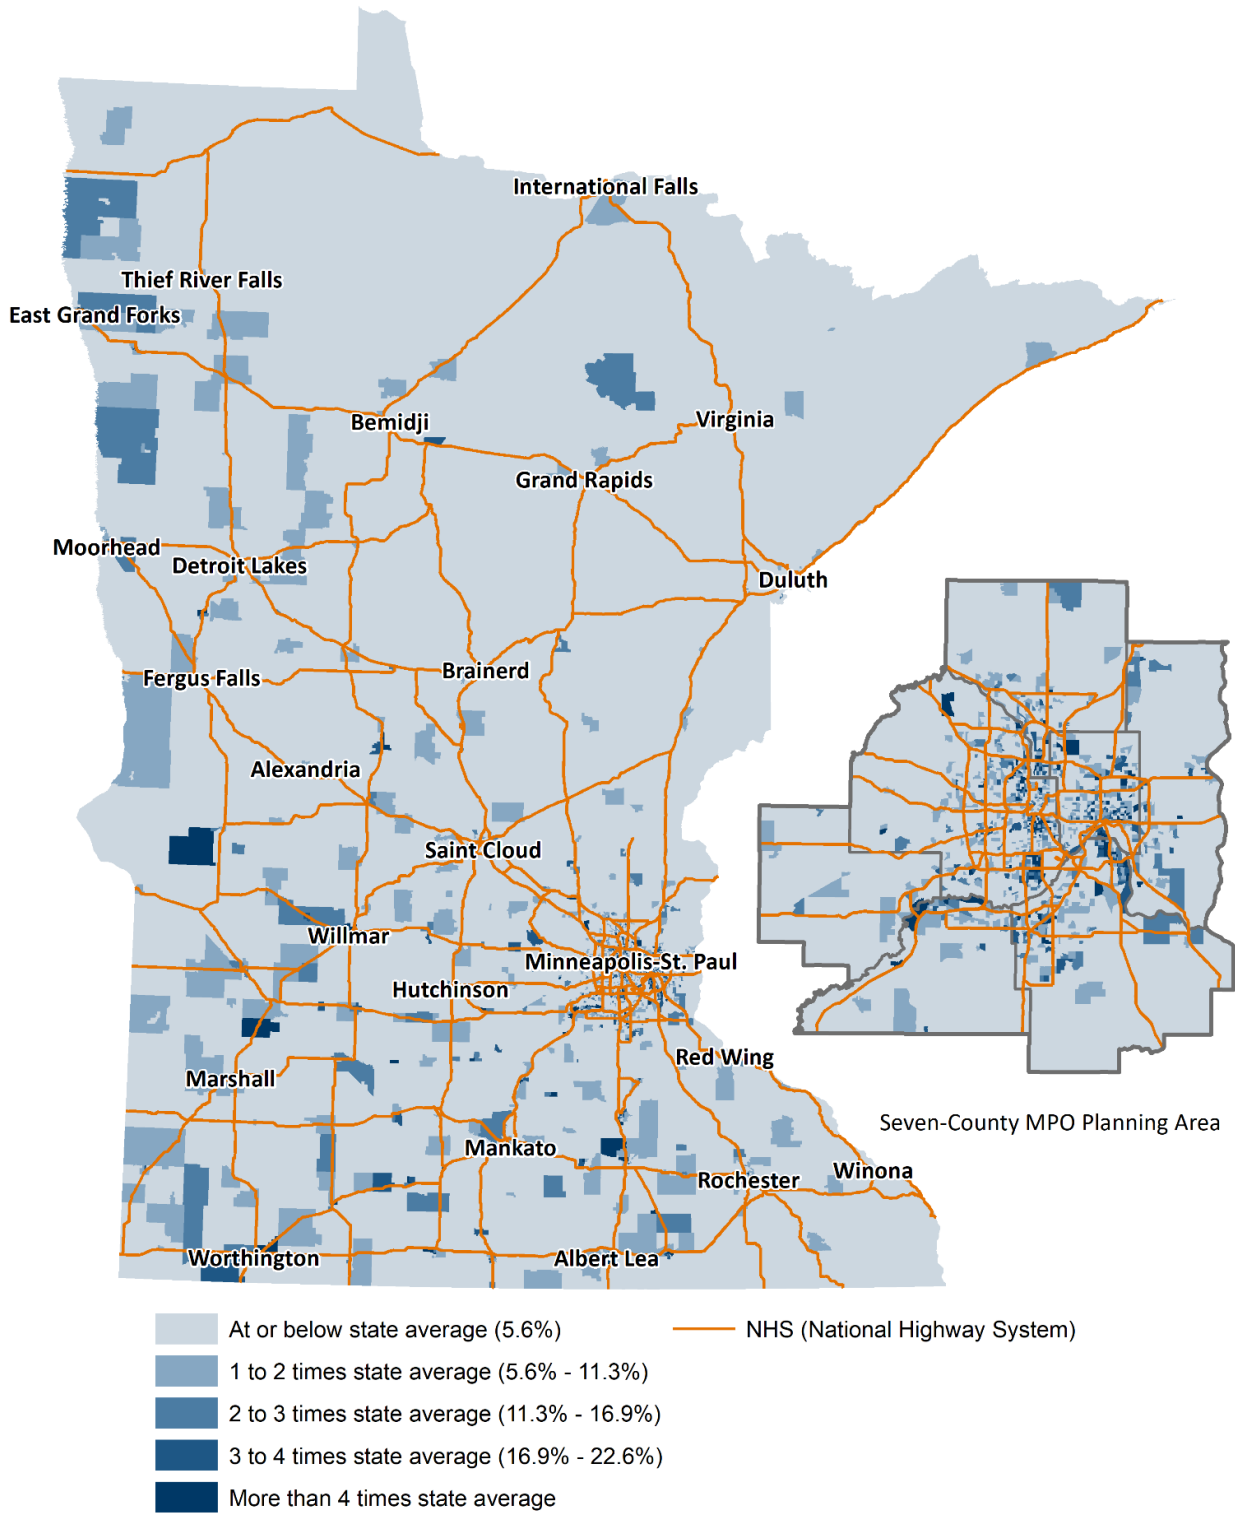 International Falls
Thief River Falls
East Grand Forks
Bemidji
Virginia
Grand Rapids
Moorhead
Detroit Lakes
Duluth
Fergus Falls
Brainerd
Alexandria
Saint Cloud
Willmar
Minneapolis-St. Paul
Hutchinson
Red Wing
Marshall
Seven-County MPO Planning Area
Mankato
Winona
Rochester
Worthington
Albert Lea
At or below state average (5.6%)
NHS (National Highway System)
1 to 2 times state average (5.6% - 11.3%)
2 to 3 times state average (11.3% - 16.9%)
3 to 4 times state average (16.9% - 22.6%)
More than 4 times state average